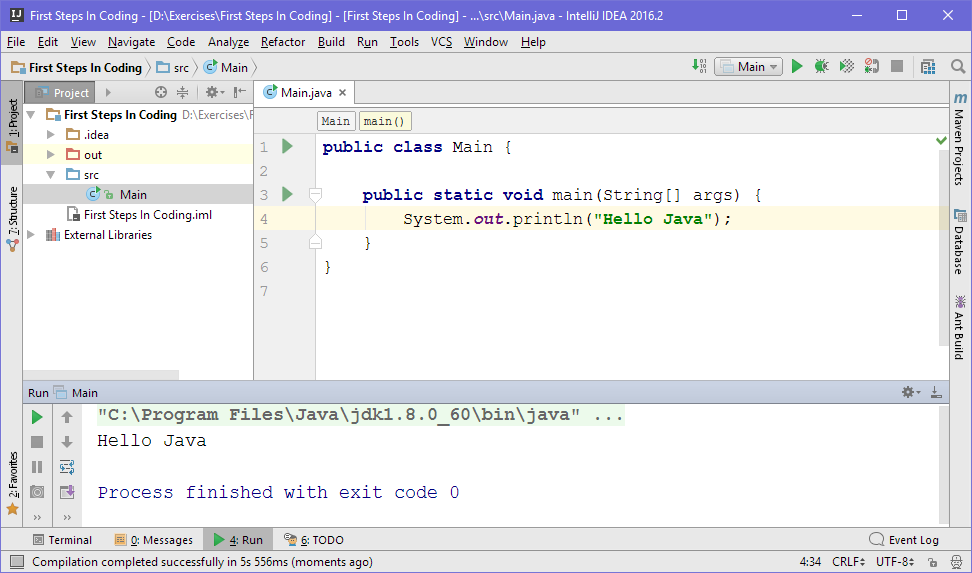 First Steps In Coding - [D:\Exercises\First Steps In Coding] - [First Steps In Coding] - ...\src\Main.java - IntelliJ IDEA 2016.2
File Edit View Navigate Code Analyze Refactor Build Run Tools VCS Window Help
First Steps In Coding src Main
Main
1: Project
7: Structure
2: Favorites
Project
First Steps In Coding D:\Exercises\F
.idea
out
src
Main
First Steps In Coding.iml
External Libraries
Main.java
Main main()
1 public class Main {
2
3 public static void main(String[] args) {
4 System.out.println("Hello Java");
5 }
6 }
7
Maven Projects
Database
Ant Build
Run Main
"C:\Program Files\Java\jdk1.8.0_60\bin\java" ...
Hello Java
Process finished with exit code 0
Terminal 0: Messages 4: Run 6: TODO Event Log
Compilation completed successfully in 5s 556ms (moments ago) 4:34 CRLF UTF-8